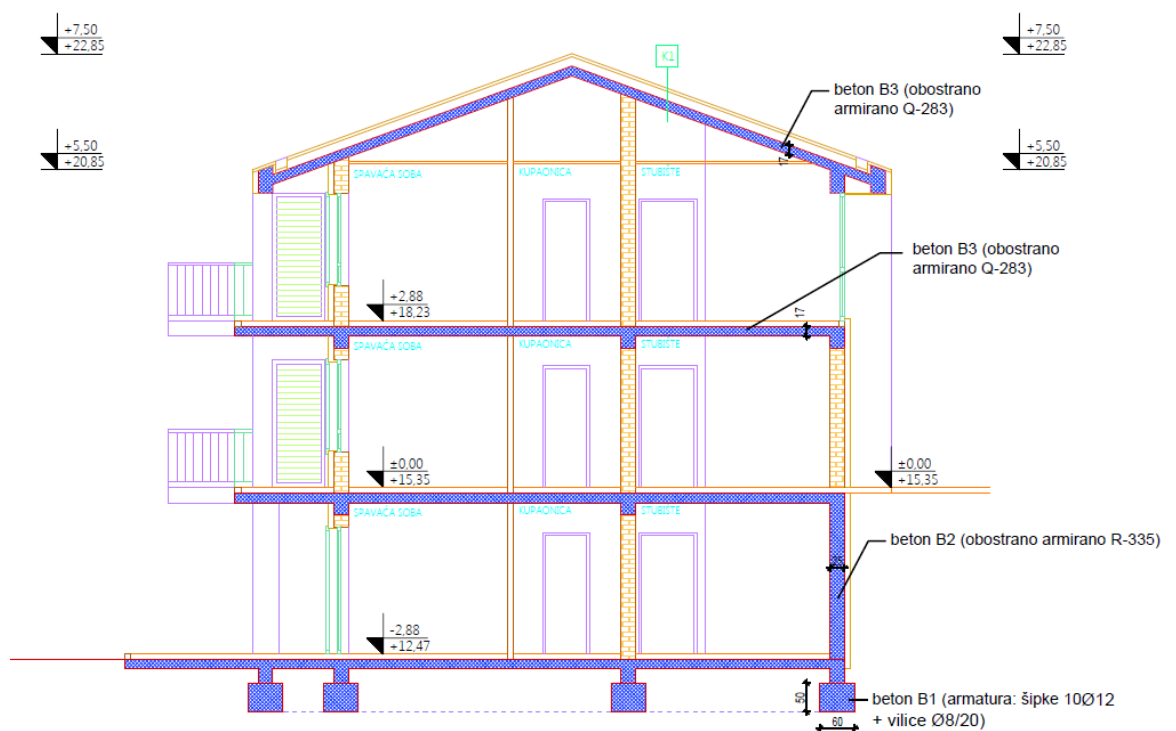 +7,50
+22,85
+7,50
+22,85
K1
beton B3 (obostrano
armirano Q-283)
+5,50
+20,85
+5,50
+20,85
17
SPAVAĆA SOBA
KUPAONICA
STUBIŠTE
beton B3 (obostrano
armirano Q-283)
+2,88
+18,23
17
SPAVAĆA SOBA
KUPAONICA
STUBIŠTE
±0,00
+15,35
±0,00
+15,35
SPAVAĆA SOBA
KUPAONICA
STUBIŠTE
beton B2 (obostrano armirano R-335)
-2,88
+12,47
50
beton B1 (armatura: šipke 10Ø12
+ vilice Ø8/20)
60